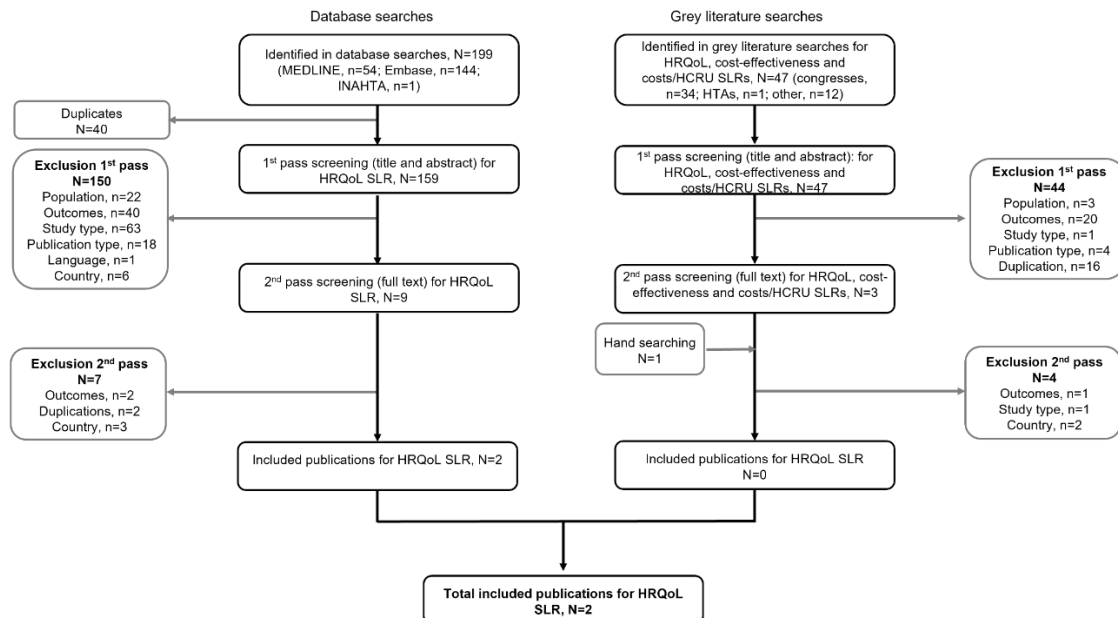 Database searches
Grey literature searches
Identified in database searches, N=199
(MEDLINE, n=54; Embase, n=144;
INAHTA, n=1)
Identified in grey literature searches for
HRQoL, cost-effectiveness and
costs/HCRU SLRs, N=47 (congresses,
n=34; HTAs, n=1; other, n=12)
Duplicates
N=40
1st pass screening (title and abstract) for
HRQoL SLR, N=159
1st pass screening (title and abstract): for
HRQoL, cost-effectiveness and
costs/HCRU SLRs, N=47
Exclusion 1st pass
N=150
Population, n=22
Outcomes, n=40
Study type, n=63
Publication type, n=18
Language, n=1
Country, n=6
Exclusion 1st pass
N=44
Population, n=3
Outcomes, n=20
Study type, n=1
Publication type, n=4
Duplication, n=16
2nd pass screening (full text) for HRQoL
SLR, N=9
2nd pass screening (full text) for HRQoL, cost-
effectiveness and costs/HCRU SLRs, N=3
Hand searching
N=1
Exclusion 2nd pass
N=7
Outcomes, n=2
Duplications, n=2
Country, n=3
Exclusion 2nd pass
N=4
Outcomes, n=1
Study type, n=1
Country, n=2
Included publications for HRQoL SLR, N=2
Included publications for HRQoL SLR
N=0
Total included publications for HRQoL
SLR, N=2